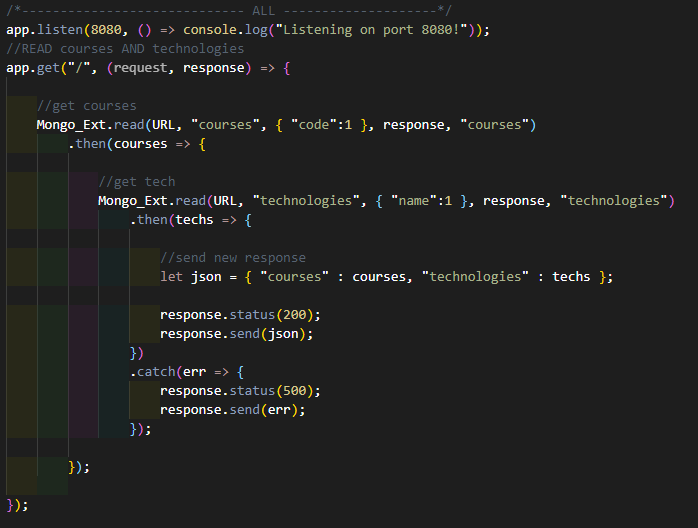 /*----------------------------- ALL --------------------*/
app.listen(8080, () => console.log("Listening on port 8080!"));
//READ courses AND technologies
app.get("/", (request, response) => {
//get courses
Mongo_Ext.read(URL, "courses", { "code":1 }, response, "courses")
.then(courses => {
//get tech
Mongo_Ext.read(URL, "technologies", { "name":1 }, response, "technologies")
.then(techs => {
//send new response
let json = { "courses" : courses, "technologies" : techs };
response.status(200);
response.send(json);
})
.catch(err => {
response.status(500);
response.send(err);
});
});
});